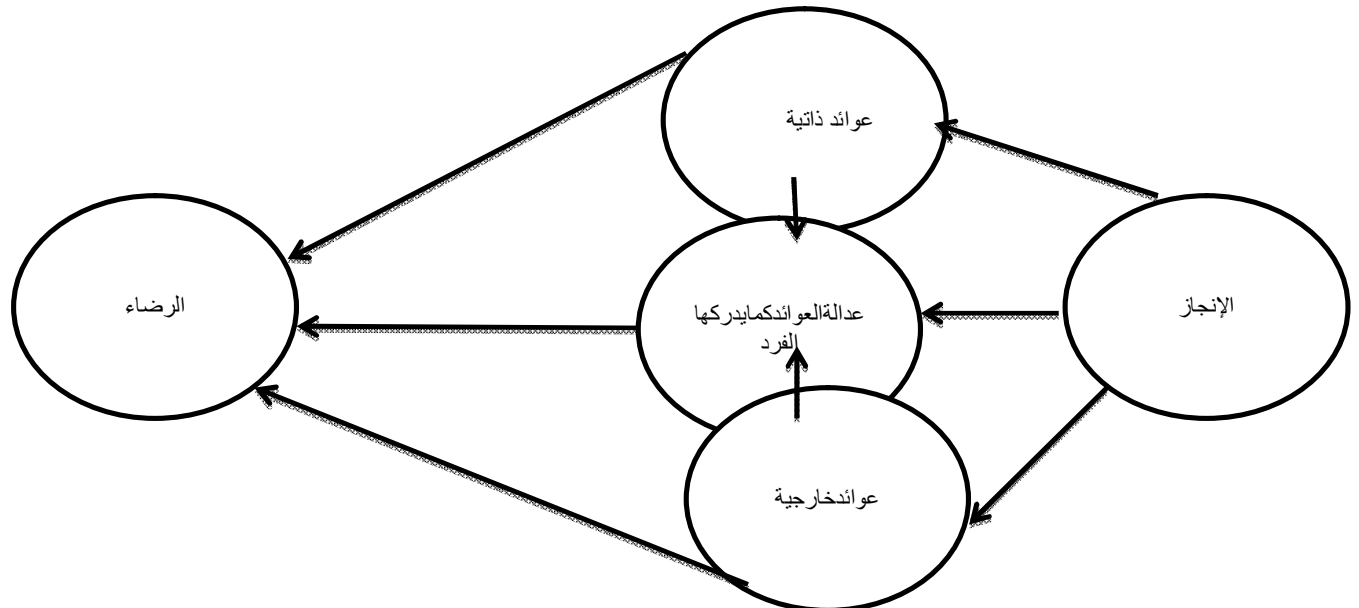 عوائد ذاتية
الإنجاز
عدالةالعوائدكمايدركها
الفرد
الرضاء
عوائدخارجية